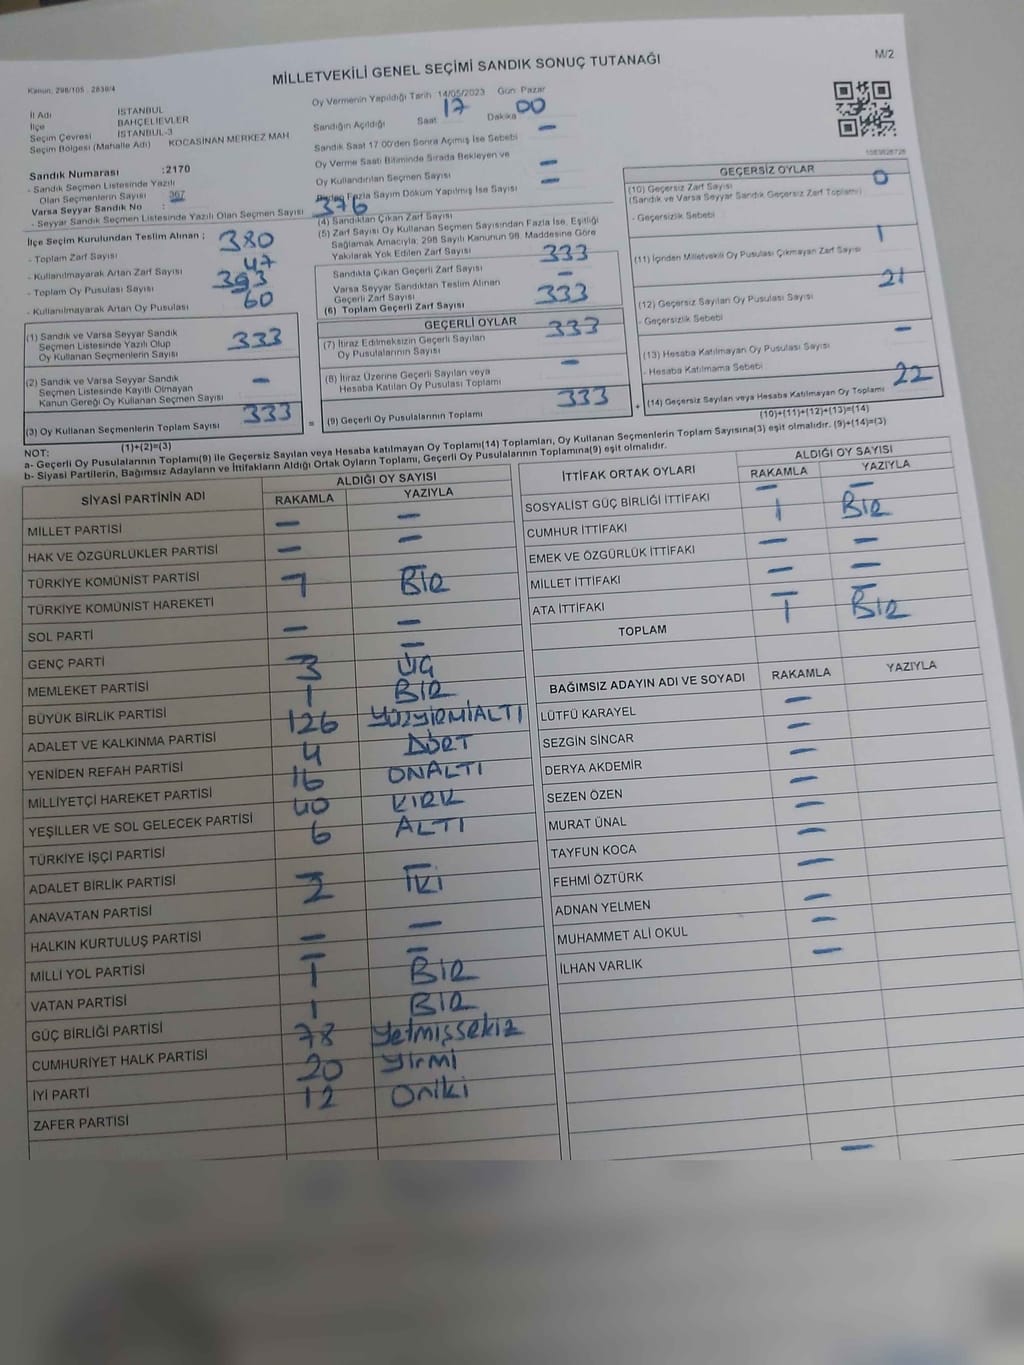 M/2
MİLLETVEKİLİ GENEL SEÇİMİ SANDIK SONUÇ TUTANAĞI
Kanun; 298/105 , 2839/4
İl Adı İSTANBUL
İlçe BAHÇELİEVLER
Seçim Çevresi İSTANBUL-3
Seçim Bölgesi (Mahalle Adı) KOCASİNAN MERKEZ MAH
Sandık Numarası :2170
- Sandık Seçmen Listesinde Yazılı
Olan Seçmenlerin Sayısı : 367
Varsa Seyyar Sandık No :
- Seyyar Sandık Seçmen Listesinde Yazılı Olan Seçmen Sayısı
Oy Vermenin Yapıldığı Tarih 14/05/2023 Gün Pazar
Sandığın Açıldığı Saat 17 Dakika 00
Sandık Saat 17.00'den Sonra Açımış İse Sebebi —
Oy Verme Saati Bitiminde Sırada Bekleyen ve
Oy Kullandırılan Seçmen Sayısı —
Birden Fazla Sayım Döküm Yapılmış İse Sayısı —
376
(4) Sandıktan Çıkan Zarf Sayısı
(5) Zarf Sayısı Oy Kullanan Seçmen Sayısından Fazla İse, Eşitliği
Sağlamak Amacıyla; 298 Sayılı Kanunun 98. Maddesine Göre
Yakılarak Yok Edilen Zarf Sayısı
Sandıkta Çıkan Geçerli Zarf Sayısı 333
Varsa Seyyar Sandıktan Teslim Alınan
Geçerli Zarf Sayısı —
(6) Toplam Geçerli Zarf Sayısı 333
İlçe Seçim Kurulundan Teslim Alınan ;
- Toplam Zarf Sayısı 380
- Kullanılmayarak Artan Zarf Sayısı 47
- Toplam Oy Pusulası Sayısı 393
- Kullanılmayarak Artan Oy Pusulası 60
(1) Sandık ve Varsa Seyyar Sandık
Seçmen Listesinde Yazılı Olup
Oy Kullanan Seçmenlerin Sayısı 333
(2) Sandık ve Varsa Seyyar Sandık
Seçmen Listesinde Kayıtlı Olmayan
Kanun Gereği Oy Kullanan Seçmen Sayısı —
(3) Oy Kullanan Seçmenlerin Toplam Sayısı 333
(1)+(2)=(3)
GEÇERLİ OYLAR
(7) İtiraz Edilmeksizin Geçerli Sayılan
Oy Pusulalarının Sayısı 333
(8) İtiraz Üzerine Geçerli Sayılan veya
Hesaba Katılan Oy Pusulası Toplamı —
= (9) Geçerli Oy Pusulalarının Toplamı 333 +
GEÇERSİZ OYLAR
(10) Geçersiz Zarf Sayısı 0
(Sandık ve Varsa Seyyar Sandık Geçersiz Zarf Toplamı)
- Geçersizlik Sebebi
(11) İçinden Milletvekili Oy Pusulası Çıkmayan Zarf Sayısı 1
(12) Geçersiz Sayılan Oy Pusulası Sayısı 21
- Geçersizlik Sebebi
(13) Hesaba Katılmayan Oy Pusulası Sayısı —
- Hesaba Katılmama Sebebi
(14) Geçersiz Sayılan veya Hesaba Katılmayan Oy Toplamı 22
(10)+(11)+(12)+(13)=(14)
NOT:
a- Geçerli Oy Pusulalarının Toplamı(9) ile Geçersiz Sayılan veya Hesaba katılmayan Oy Toplamı(14) Toplamları, Oy Kullanan Seçmenlerin Toplam Sayısına(3) eşit olmalıdır. (9)+(14)=(3)
b- Siyasi Partilerin, Bağımsız Adayların ve İttifakların Aldığı Ortak Oyların Toplamı, Geçerli Oy Pusulalarının Toplamına(9) eşit olmalıdır.
SİYASİ PARTİNİN ADI ALDIĞI OY SAYISI
RAKAMLA YAZIYLA
MİLLET PARTİSİ — —
HAK VE ÖZGÜRLÜKLER PARTİSİ — —
TÜRKİYE KOMÜNİST PARTİSİ 1 BİR
TÜRKİYE KOMÜNİST HAREKETİ
SOL PARTİ — —
GENÇ PARTİ —
MEMLEKET PARTİSİ 3 ÜÇ
BÜYÜK BİRLİK PARTİSİ 1 BİR
ADALET VE KALKINMA PARTİSİ 126 YÜZYİRMİALTI
YENİDEN REFAH PARTİSİ 4 DÖRT
MİLLİYETÇİ HAREKET PARTİSİ 16 ONALTI
YEŞİLLER VE SOL GELECEK PARTİSİ 40 KIRK
TÜRKİYE İŞÇİ PARTİSİ 6 ALTI
ADALET BİRLİK PARTİSİ
ANAVATAN PARTİSİ 2 İKİ
HALKIN KURTULUŞ PARTİSİ — —
MİLLİ YOL PARTİSİ — —
VATAN PARTİSİ 1 BİR
GÜÇ BİRLİĞİ PARTİSİ 1 BİR
CUMHURİYET HALK PARTİSİ 78 Yetmişsekiz
İYİ PARTİ 20 Yirmi
ZAFER PARTİSİ 12 Oniki
İTTİFAK ORTAK OYLARI ALDIĞI OY SAYISI
RAKAMLA YAZIYLA
SOSYALİST GÜÇ BİRLİĞİ İTTİFAKI — —
CUMHUR İTTİFAKI 1 BİR
EMEK VE ÖZGÜRLÜK İTTİFAKI — —
MİLLET İTTİFAKI — —
ATA İTTİFAKI — —
TOPLAM 1 BİR
BAĞIMSIZ ADAYIN ADI VE SOYADI RAKAMLA YAZIYLA
LÜTFÜ KARAYEL —
SEZGİN SİNCAR —
DERYA AKDEMİR —
SEZEN ÖZEN —
MURAT ÜNAL —
TAYFUN KOCA —
FEHMİ ÖZTÜRK —
ADNAN YELMEN —
MUHAMMET ALİ OKUL —
İLHAN VARLIK —
—